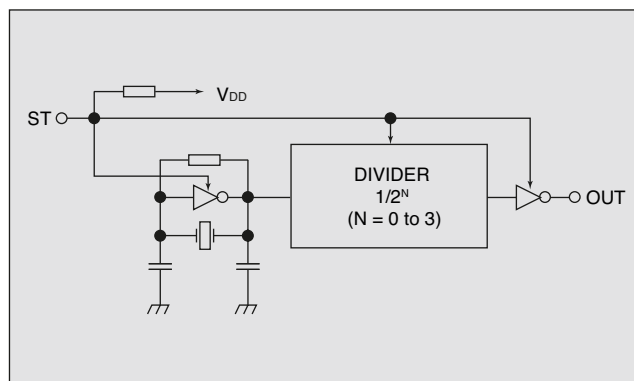 VDD
ST
DIVIDER
1/2ᴺ
(N = 0 to 3)
OUT